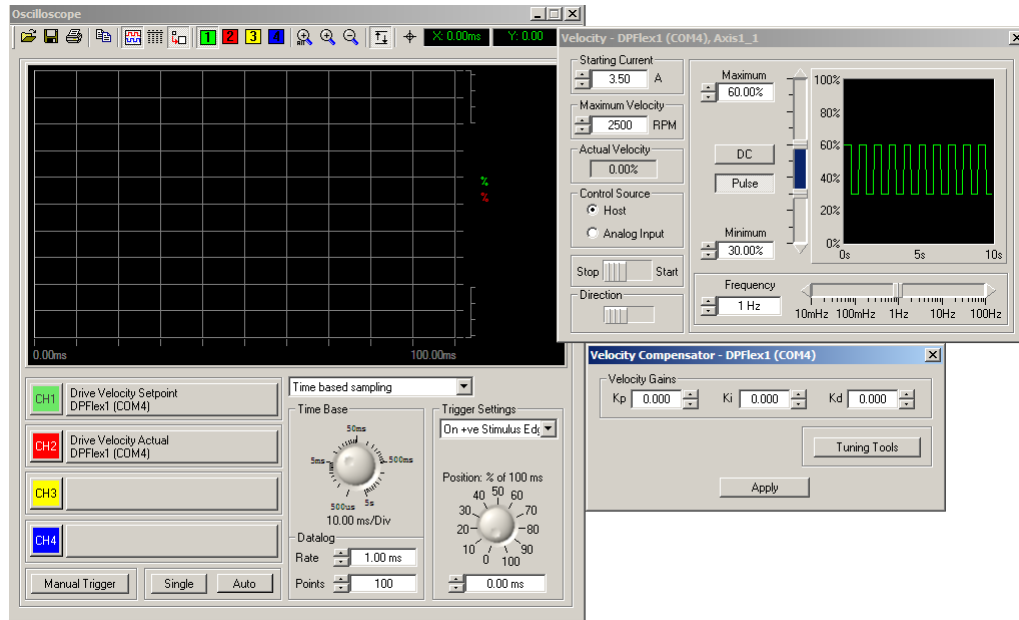 Oscilloscope
1 2 3 4 all X: 0.00ms Y: 0.00
%
%
0.00ms 100.00ms
CH1 Drive Velocity Setpoint
DPFlex1 (COM4)
CH2 Drive Velocity Actual
DPFlex1 (COM4)
CH3
CH4
Manual Trigger Single Auto
Time based sampling
Time Base
50ms
5ms 500ms
500us 5s
10.00 ms/Div
Datalog
Rate 1.00 ms
Points 100
Trigger Settings
On +ve Stimulus Edg
Position: % of 100 ms
40 50 60
30 70
20 80
10 90
0 100
0.00 ms
Velocity - DPFlex1 (COM4), Axis1_1
Starting Current
3.50 A
Maximum Velocity
2500 RPM
Actual Velocity
0.00%
Control Source
Host
Analog Input
Stop Start
Direction
Maximum
60.00%
DC
Pulse
Minimum
30.00%
100%
80%
60%
40%
20%
0%
0s 5s 10s
Frequency
1 Hz
10mHz 100mHz 1Hz 10Hz 100Hz
Velocity Compensator - DPFlex1 (COM4)
Velocity Gains
Kp 0.000 Ki 0.000 Kd 0.000
Tuning Tools
Apply